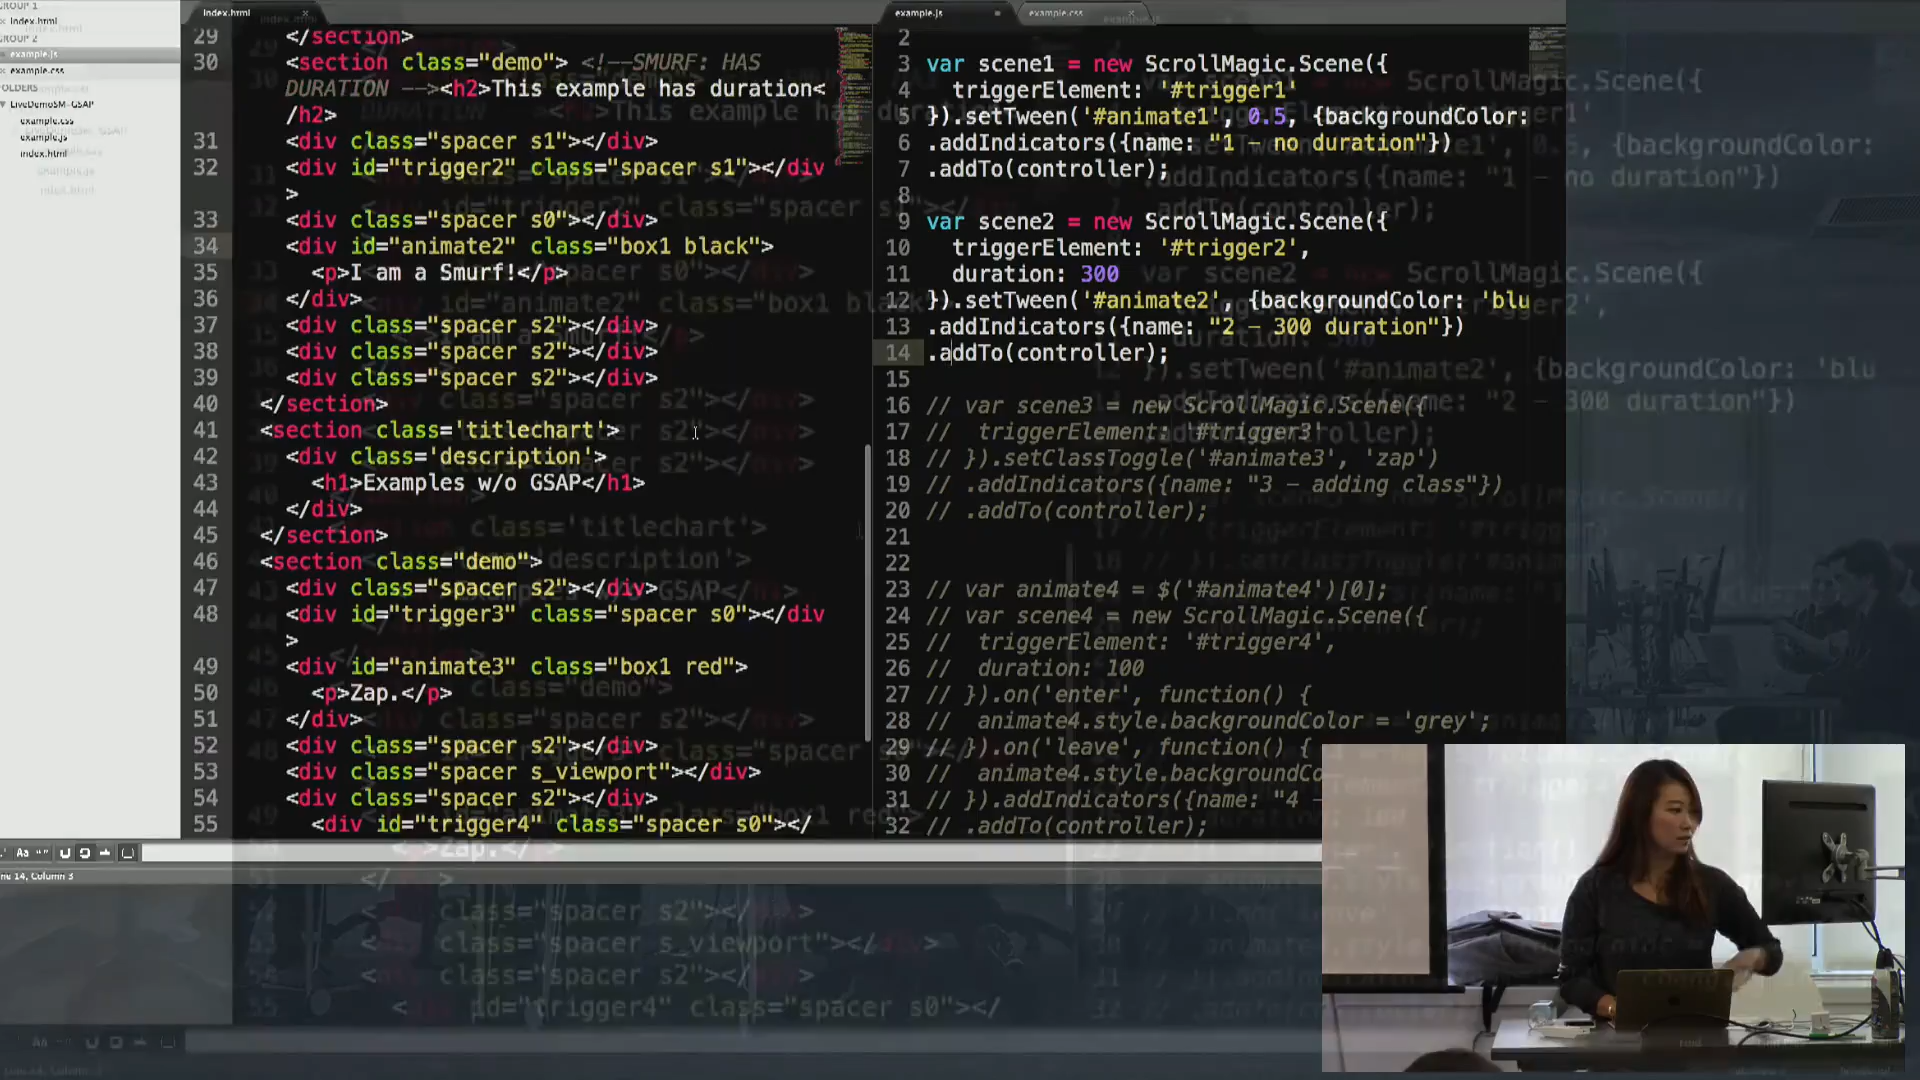 GROUP 1
index.html
GROUP 2
example.js
example.css
FOLDERS
LiveDemoSM-GSAP
example.css
example.js
index.html
index.html
29 </section>
30 <section class="demo"> <!--SMURF: HAS
DURATION --><h2>This example has duration<
/h2>
31 <div class="spacer s1"></div>
32 <div id="trigger2" class="spacer s1"></div
>
33 <div class="spacer s0"></div>
34 <div id="animate2" class="box1 black">
35 <p>I am a Smurf!</p>
36 </div>
37 <div class="spacer s2"></div>
38 <div class="spacer s2"></div>
39 <div class="spacer s2"></div>
40 </section>
41 <section class='titlechart'>
42 <div class='description'>
43 <h1>Examples w/o GSAP</h1>
44 </div>
45 </section>
46 <section class="demo">
47 <div class="spacer s2"></div>
48 <div id="trigger3" class="spacer s0"></div
>
49 <div id="animate3" class="box1 red">
50 <p>Zap.</p>
51 </div>
52 <div class="spacer s2"></div>
53 <div class="spacer s_viewport"></div>
54 <div class="spacer s2"></div>
55 <div id="trigger4" class="spacer s0"></
example.js
example.css
2
3 var scene1 = new ScrollMagic.Scene({
4 triggerElement: '#trigger1'
5 }).setTween('#animate1', 0.5, {backgroundColor:
6 .addIndicators({name: "1 – no duration"})
7 .addTo(controller);
8
9 var scene2 = new ScrollMagic.Scene({
10 triggerElement: '#trigger2',
11 duration: 300
12 }).setTween('#animate2', {backgroundColor: 'blu
13 .addIndicators({name: "2 – 300 duration"})
14 .addTo(controller);
15
16 // var scene3 = new ScrollMagic.Scene({
17 // triggerElement: '#trigger3'
18 // }).setClassToggle('#animate3', 'zap')
19 // .addIndicators({name: "3 – adding class"})
20 // .addTo(controller);
21
22
23 // var animate4 = $('#animate4')[0];
24 // var scene4 = new ScrollMagic.Scene({
25 // triggerElement: '#trigger4',
26 // duration: 100
27 // }).on('enter', function() {
28 // animate4.style.backgroundColor = 'grey';
29 // }).on('leave', function() {
30 // animate4.style.backgroundCo
31 // }).addIndicators({name: "4 –
32 // .addTo(controller);
ne 14, Column 3